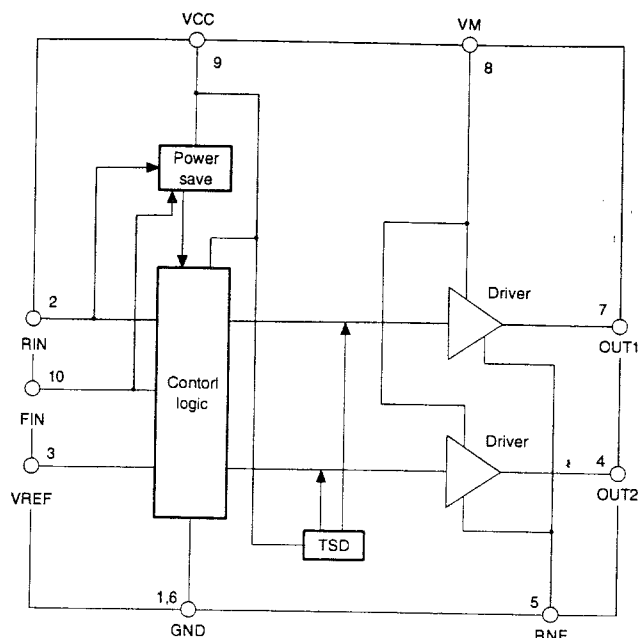 VCC
VM
9
8
Power
save
2
Driver
7
RIN
OUT1
10
Contorl
logic
FIN
Driver
3
4
VREF
OUT2
TSD
1,6
5
GND
RNF